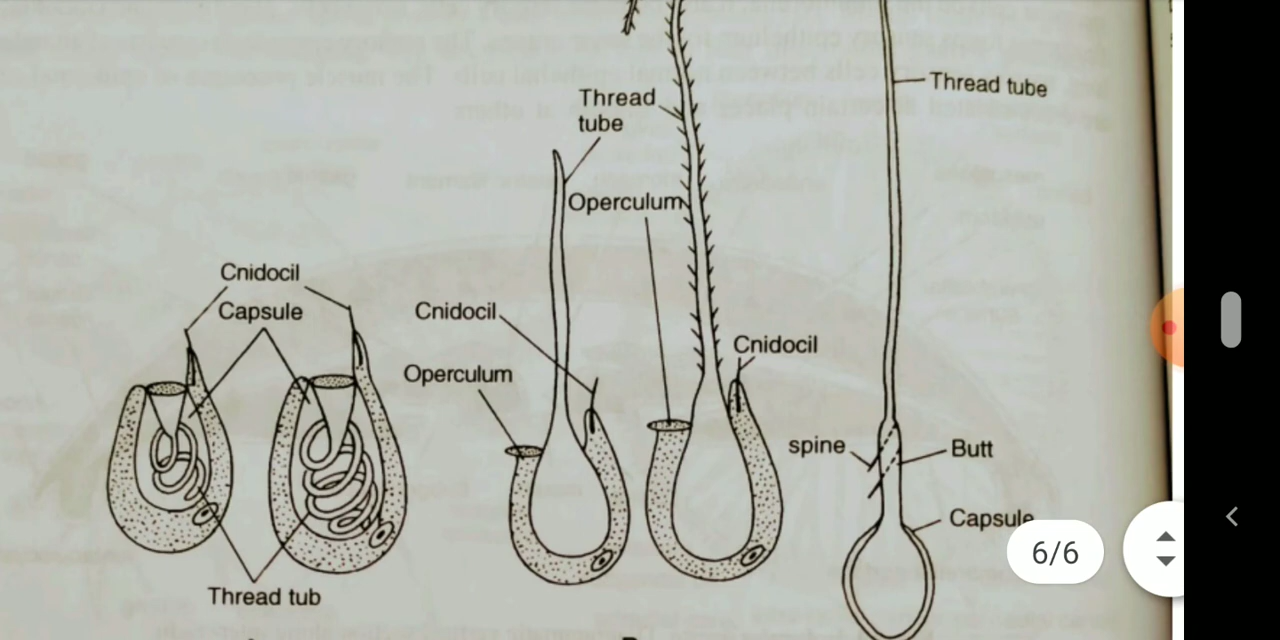 Thread tube
Thread
tube
Operculum
Cnidocil
Capsule
Cnidocil
Cnidocil
Operculum
spine
Butt
Capsule
Thread tub
6/6